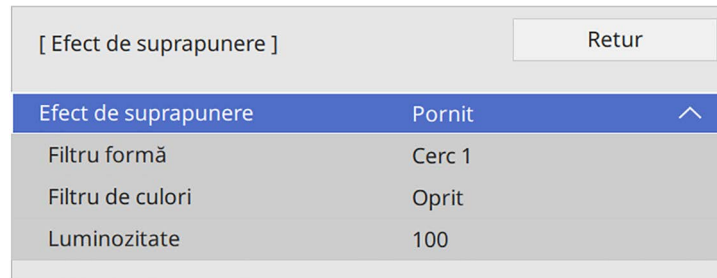 [ Efect de suprapunere ] Retur
Efect de suprapunere Pornit
Filtru formă Cerc 1
Filtru de culori Oprit
Luminozitate 100